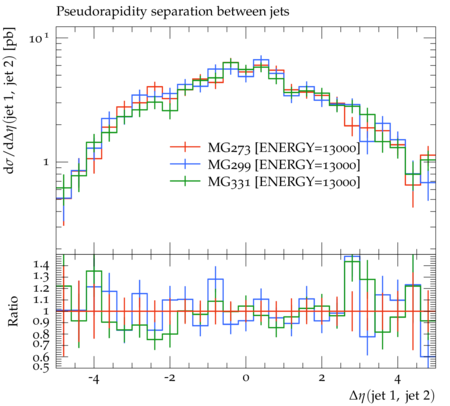 Pseudorapidity separation between jets
dσ/dΔη(jet 1, jet 2) [pb]
10¹
1
MG273 [ENERGY=13000]
MG299 [ENERGY=13000]
MG331 [ENERGY=13000]
Ratio
1.4
1.3
1.2
1.1
1
0.9
0.8
0.7
0.6
0.5
-4 -2 0 2 4
Δη(jet 1, jet 2)